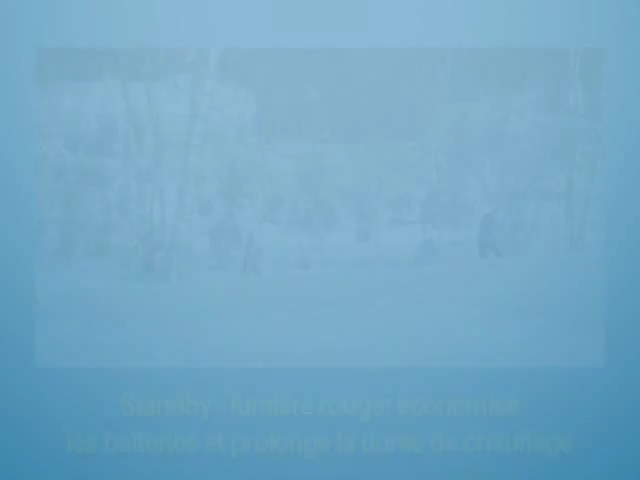 Standby : lumière rouge: économise
les batteries et prolonge la durée de chauffage